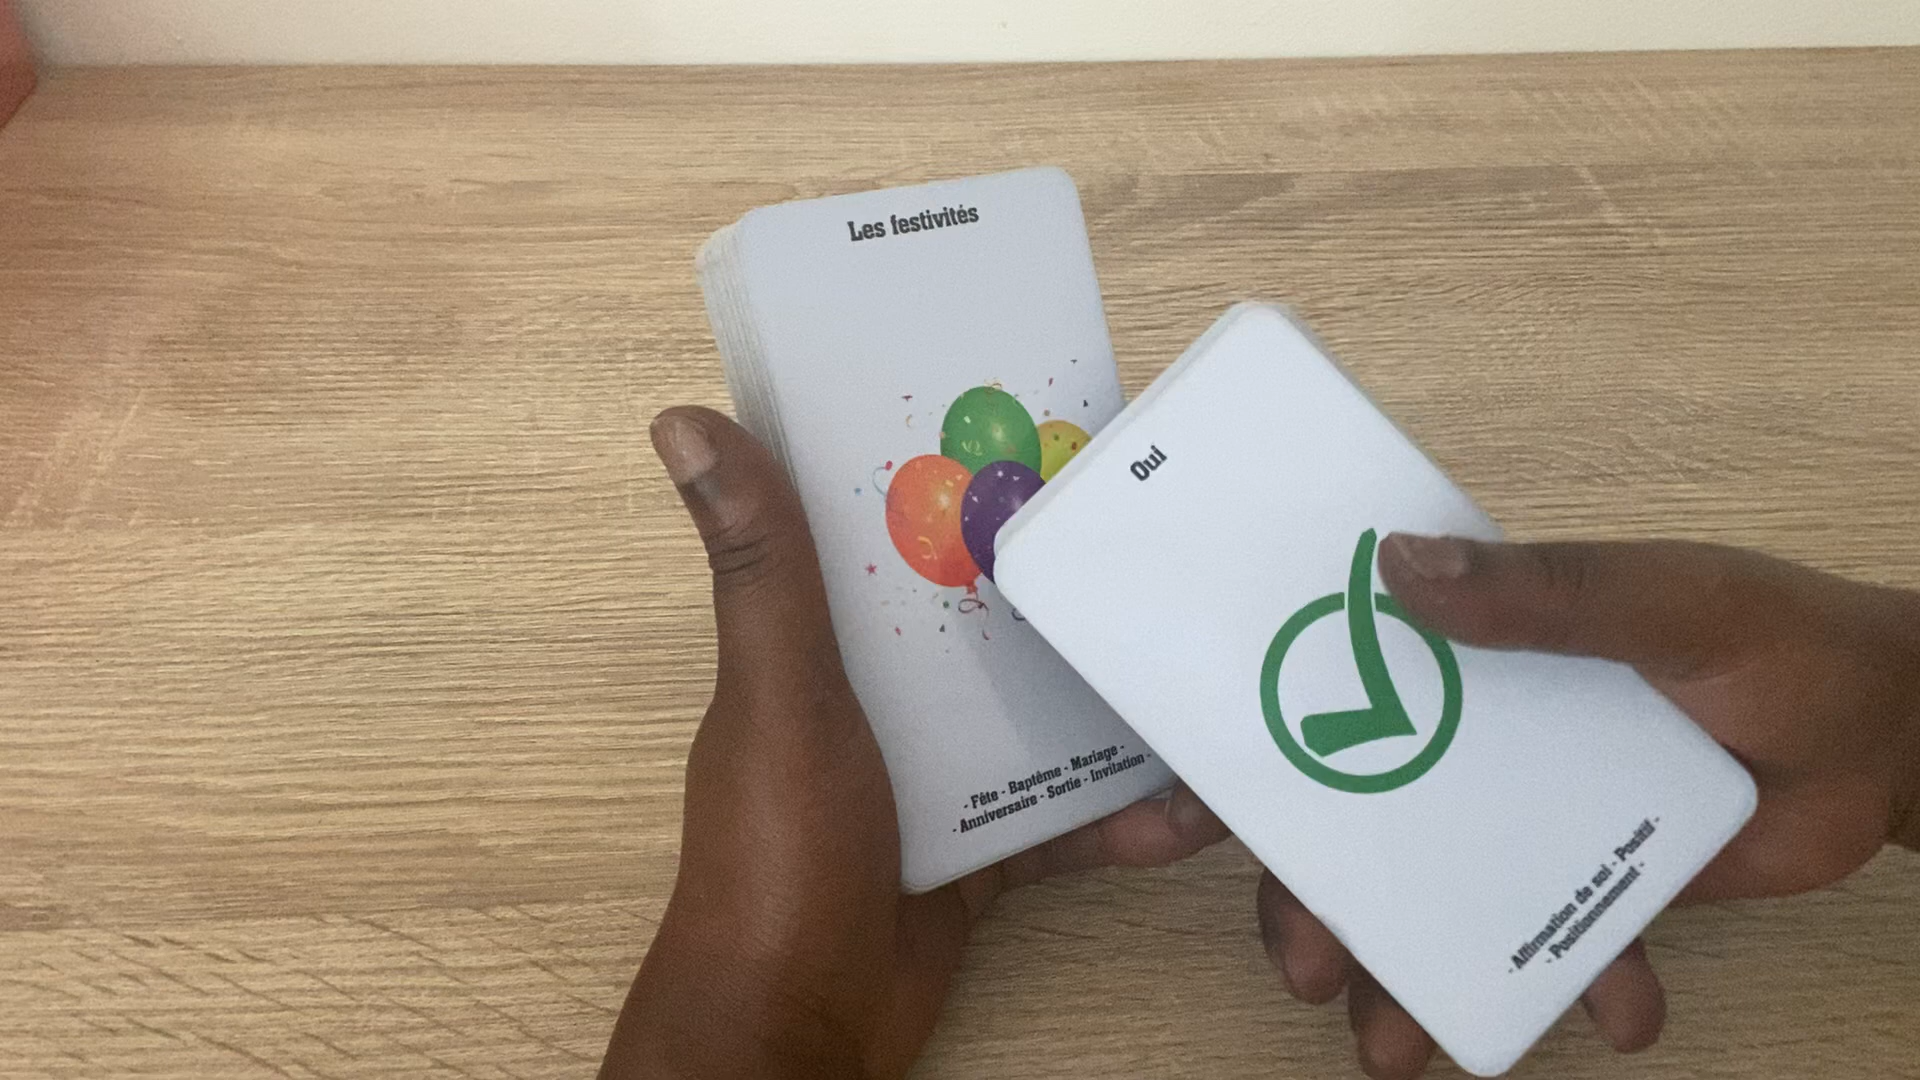 Les festivités
- Fête - Baptême - Mariage -
- Anniversaire - Sortie - Invitation -
Oui
- Affirmation de soi - Positif -
- Positionnement -